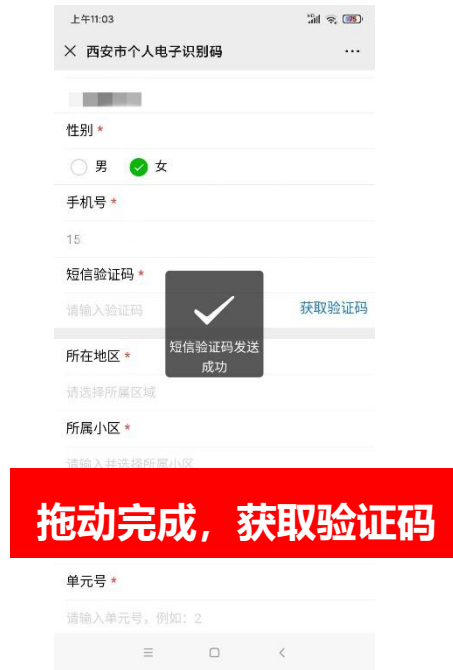 上午11:03
西安市个人电子识别码
性别 *
男 女
手机号 *
15
短信验证码 *
请输入验证码 获取验证码
短信验证码发送
成功
所在地区 *
请选择所属区域
所属小区 *
请输入并选择所属小区
拖动完成，获取验证码
单元号 *
请输入单元号，例如：2